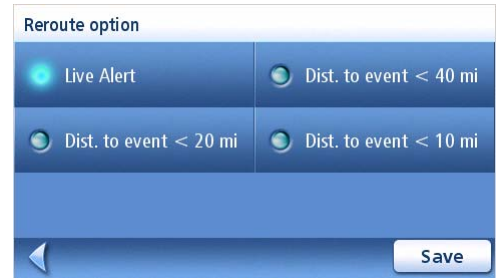 Reroute option
Live Alert
Dist. to event < 40 mi
Dist. to event < 20 mi
Dist. to event < 10 mi
Save